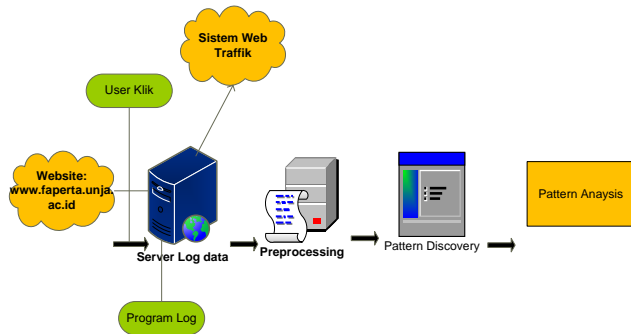 Sistem Web
Traffik
User Klik
Website:
www.faperta.unja.
ac.id
Server Log data
Preprocessing
Pattern Discovery
Pattern Anaysis
Program Log